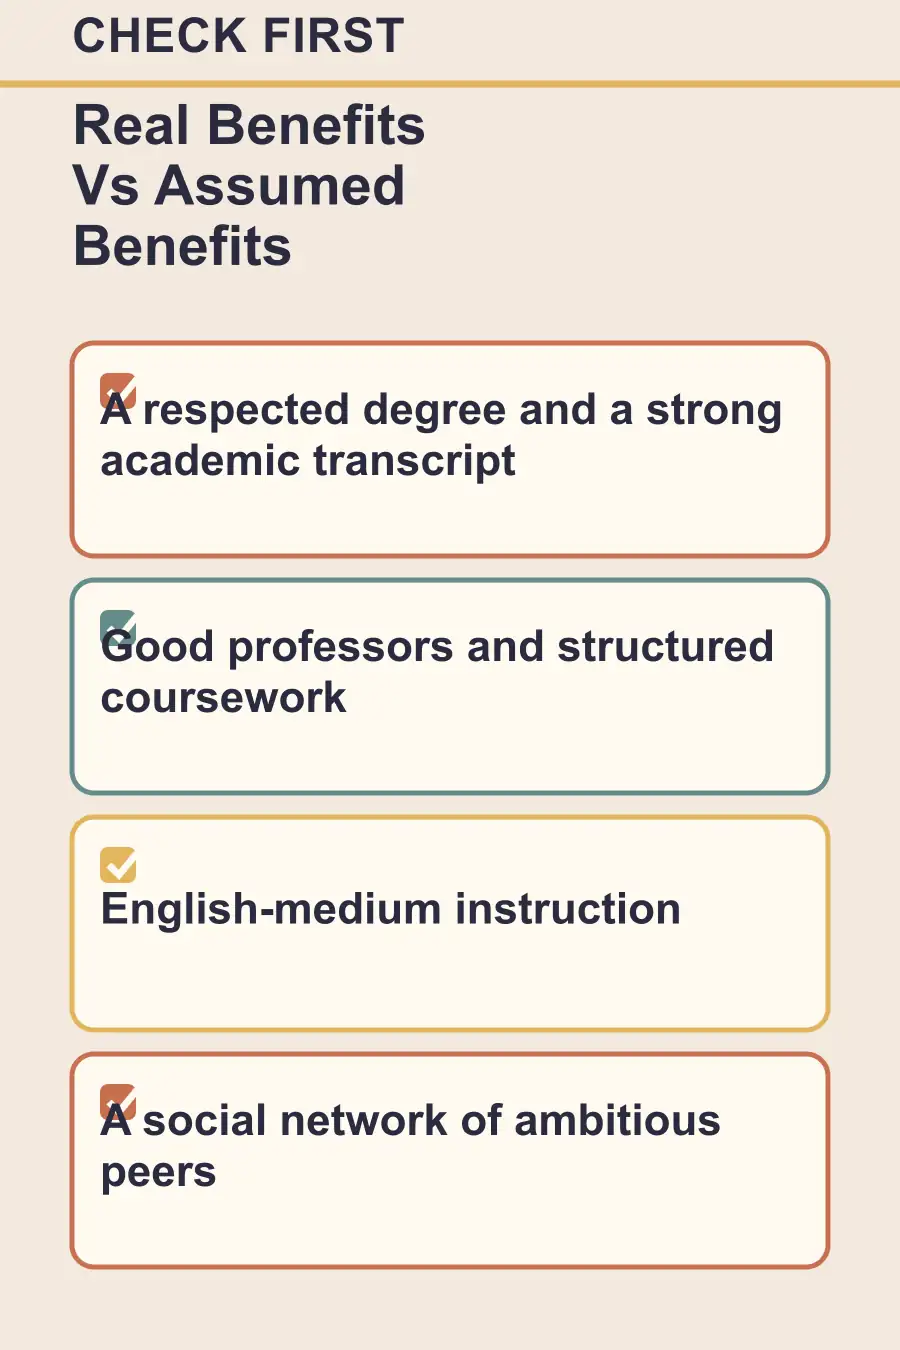 CHECK FIRST
Real Benefits
Vs Assumed
Benefits
A respected degree and a strong
academic transcript
Good professors and structured
coursework
English-medium instruction
A social network of ambitious
peers